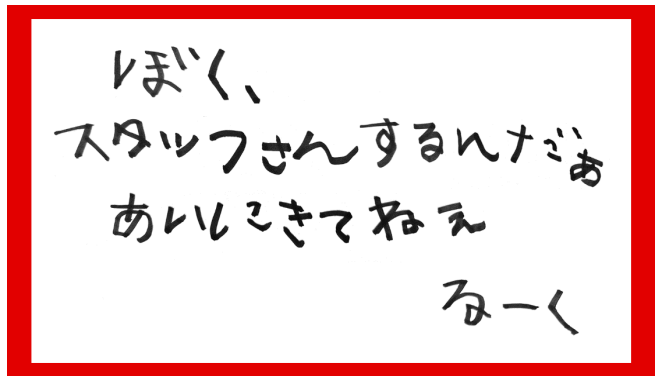 ぼく、
スタッフさんするんだぁ
あいにきてねぇ
るーく